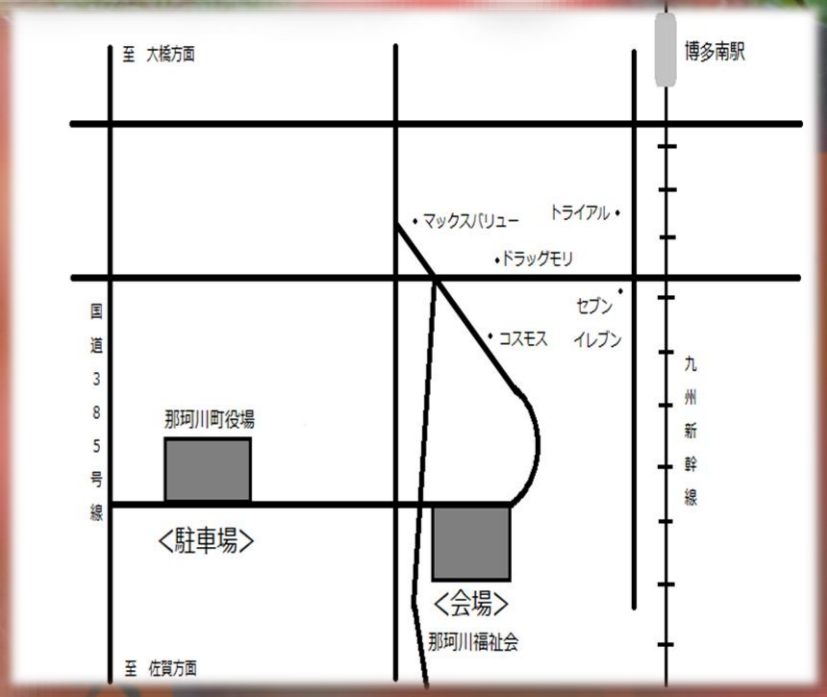 至　大橋方面
博多南駅
・マックスバリュー
トライアル・
・ドラッグモリ
セブン
イレブン
・コスモス
国道385号線
九州新幹線
那珂川町役場
＜駐車場＞
＜会場＞
那珂川福祉会
至　佐賀方面